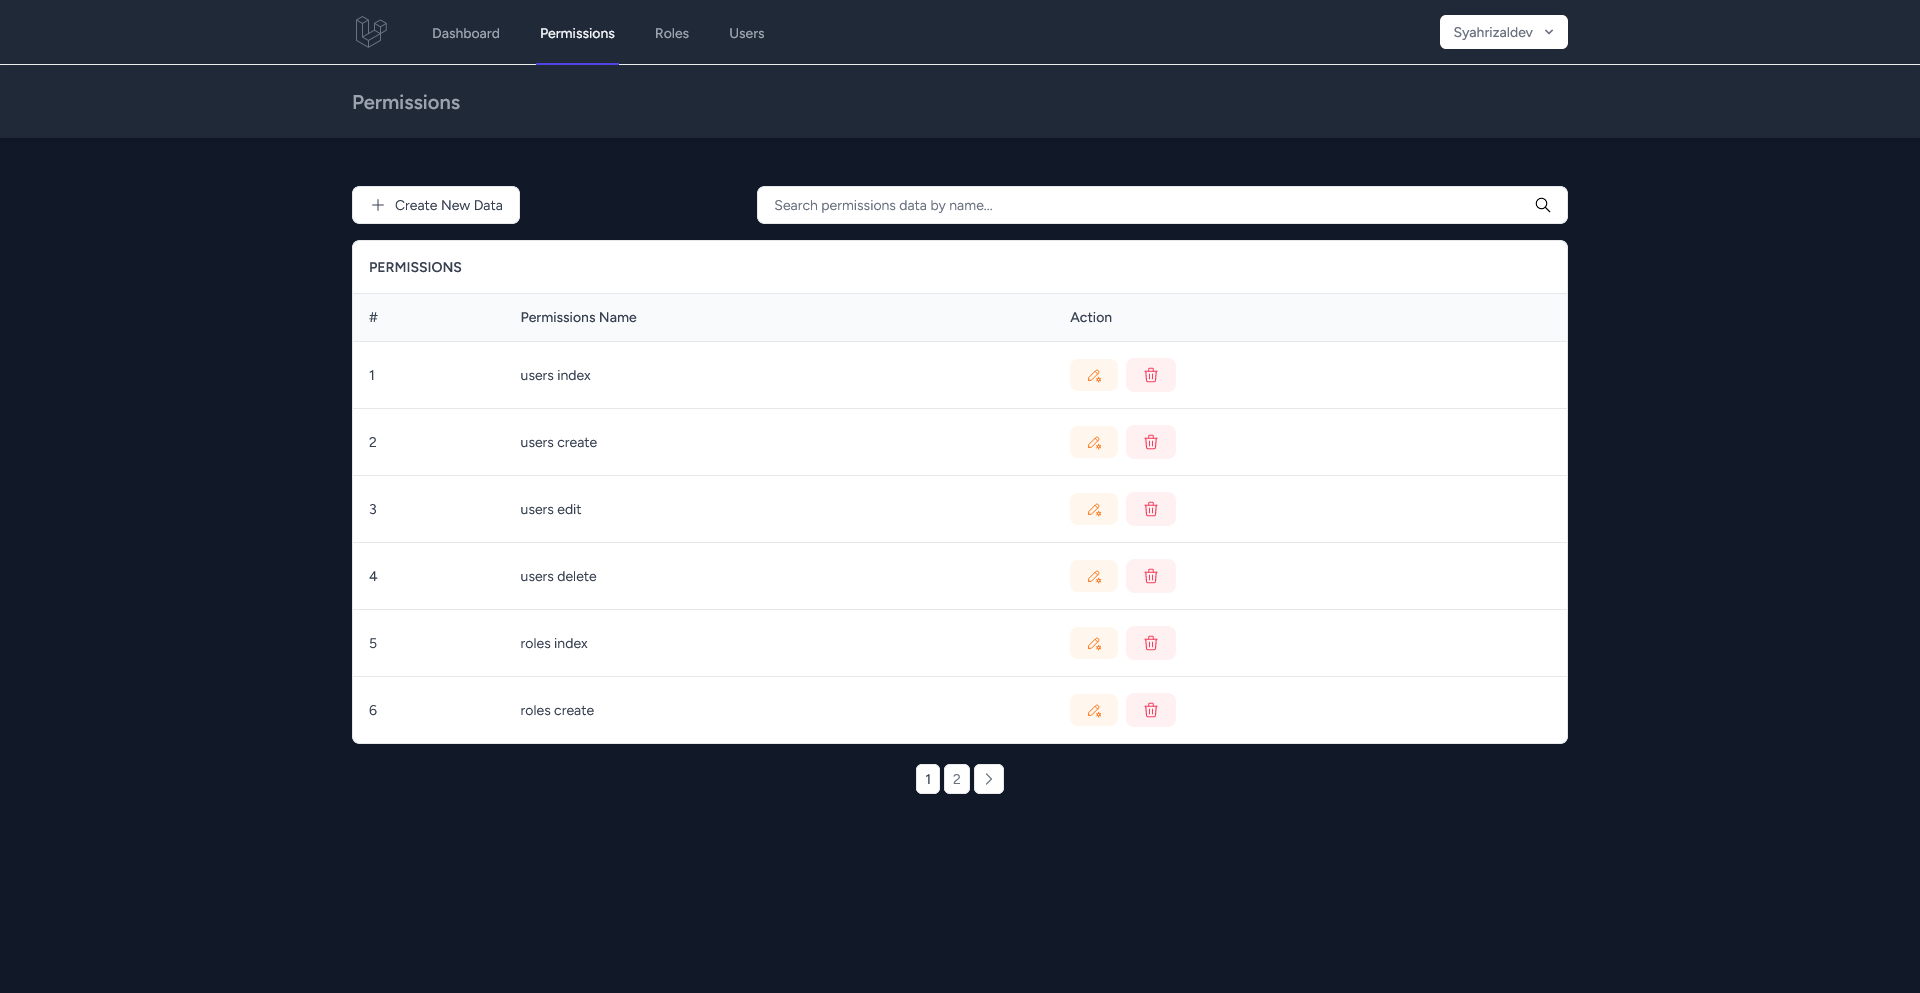 Dashboard Permissions Roles Users Syahrizaldev
Permissions
Create New Data Search permissions data by name...
PERMISSIONS
# Permissions Name Action
1 users index
2 users create
3 users edit
4 users delete
5 roles index
6 roles create
1 2